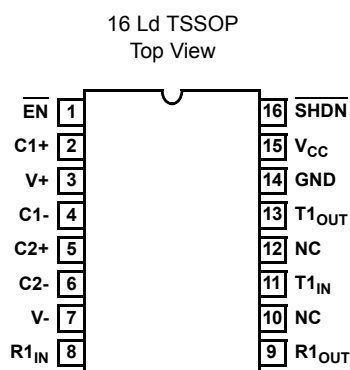 16 Ld TSSOP
Top View
EN 1 16 SHDN
C1+ 2 15 VCC
V+ 3 14 GND
C1- 4 13 T1OUT
C2+ 5 12 NC
C2- 6 11 T1IN
V- 7 10 NC
R1IN 8 9 R1OUT